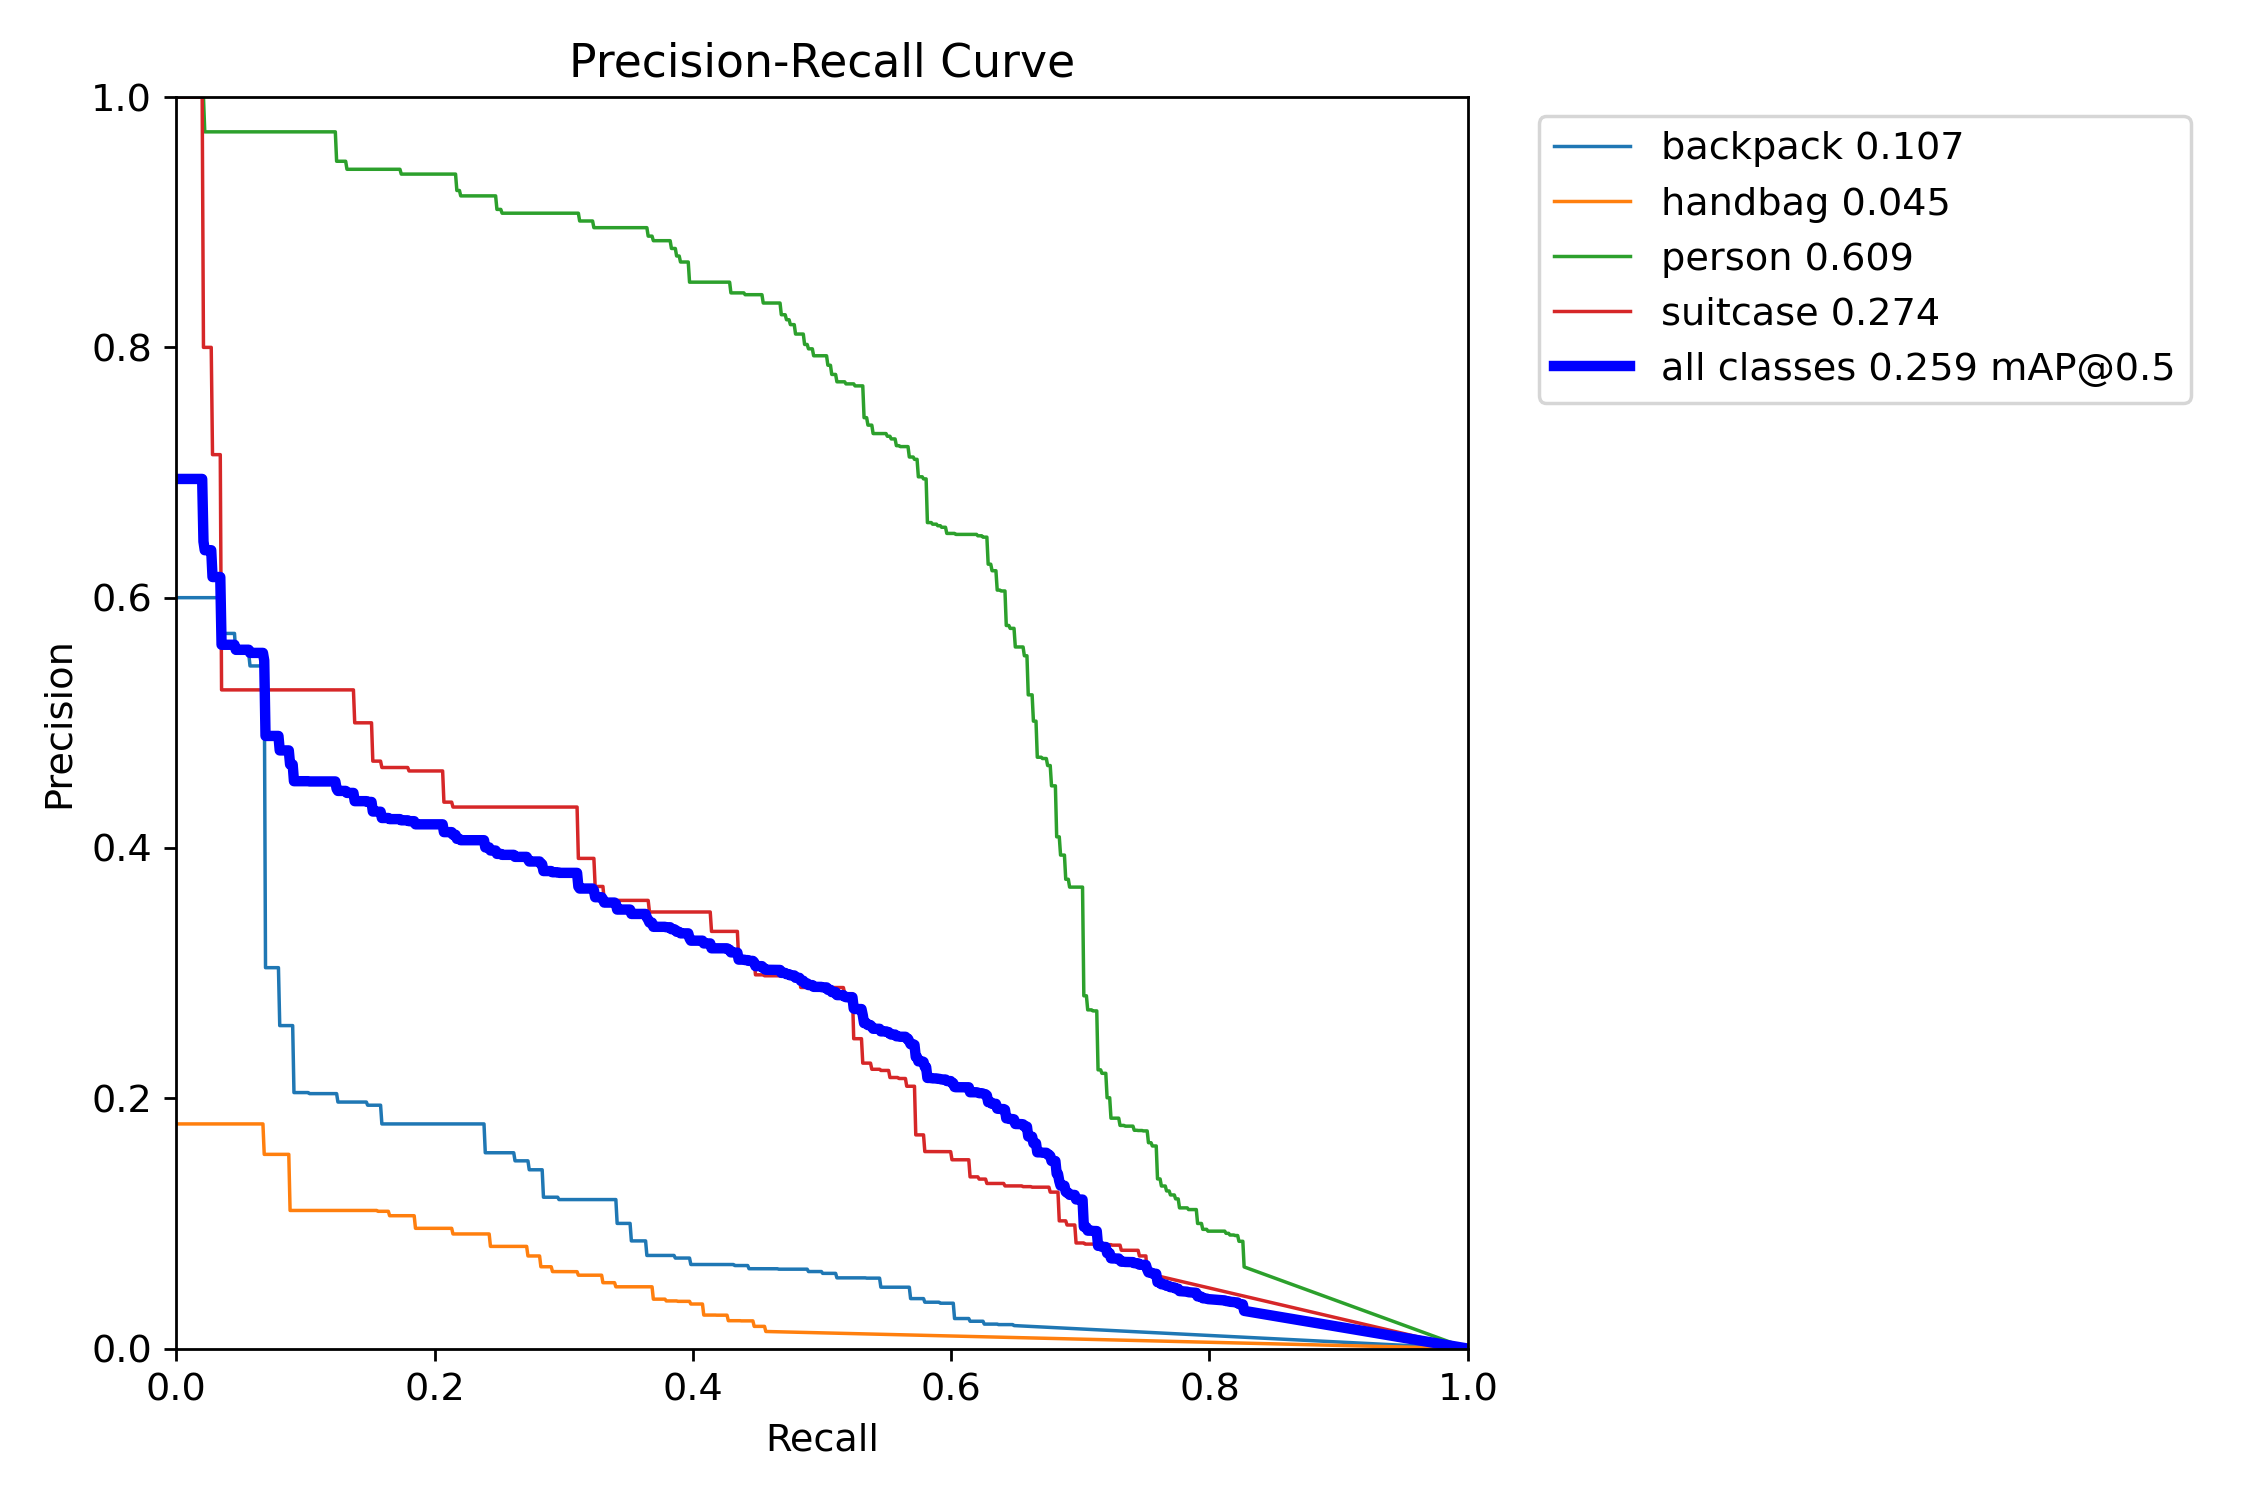 Precision-Recall Curve
1.0
0.8
0.6
0.4
0.2
0.0
Precision
0.0 0.2 0.4 0.6 0.8 1.0
Recall
backpack 0.107
handbag 0.045
person 0.609
suitcase 0.274
all classes 0.259 mAP@0.5